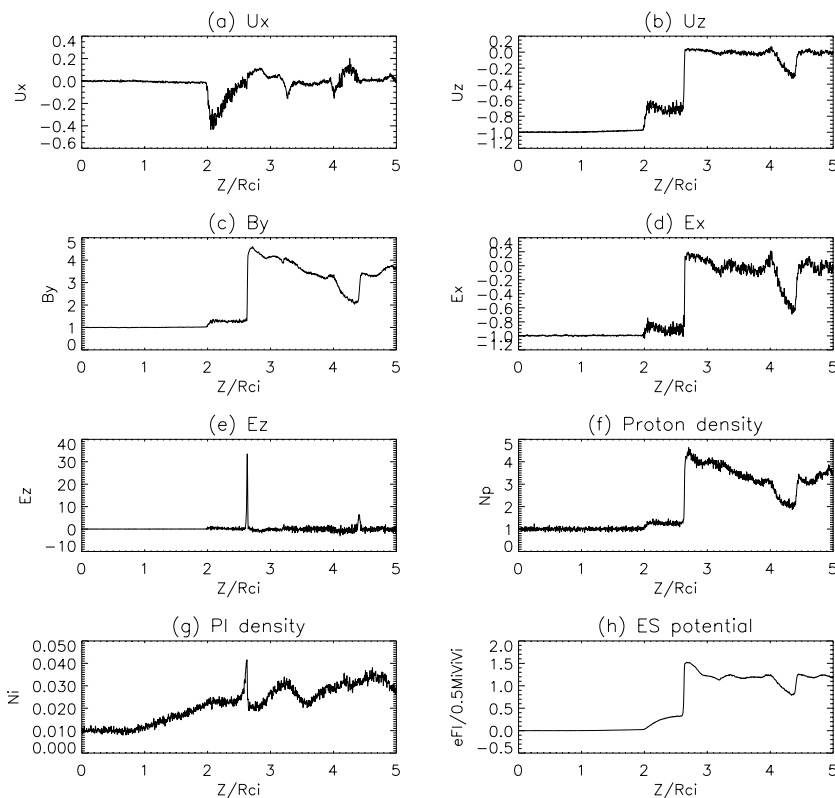 (a) Ux
0.4
0.2
0.0
−0.2
−0.4
−0.6
Ux
0 1 2 3 4 5
Z/Rci
(b) Uz
0.2
0.0
−0.2
−0.4
−0.6
−0.8
−1.0
−1.2
Uz
0 1 2 3 4 5
Z/Rci
(c) By
5
4
3
2
1
0
By
0 1 2 3 4 5
Z/Rci
(d) Ex
0.4
0.2
0.0
−0.2
−0.4
−0.6
−0.8
−1.0
−1.2
Ex
0 1 2 3 4 5
Z/Rci
(e) Ez
40
30
20
10
0
−10
Ez
0 1 2 3 4 5
Z/Rci
(f) Proton density
5
4
3
2
1
0
Np
0 1 2 3 4 5
Z/Rci
(g) PI density
0.050
0.040
0.030
0.020
0.010
0.000
Ni
0 1 2 3 4 5
Z/Rci
(h) ES potential
2.0
1.5
1.0
0.5
0.0
−0.5
eFI/0.5MiViVi
0 1 2 3 4 5
Z/Rci